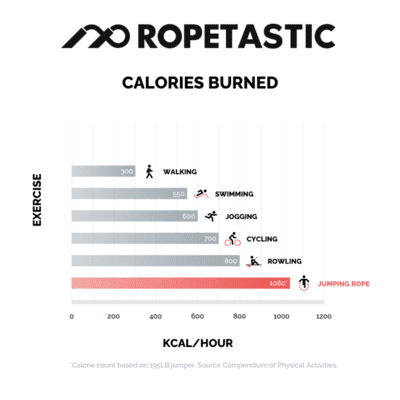 ROPETASTIC
CALORIES BURNED
EXERCISE
300 WALKING
550 SWIMMING
600 JOGGING
700 CYCLING
800 ROWLING
1080* JUMPING ROPE
0 200 400 600 800 1000 1200
KCAL/HOUR
*Calorie count based on 195LB jumper. Source Compendium of Physical Activities.